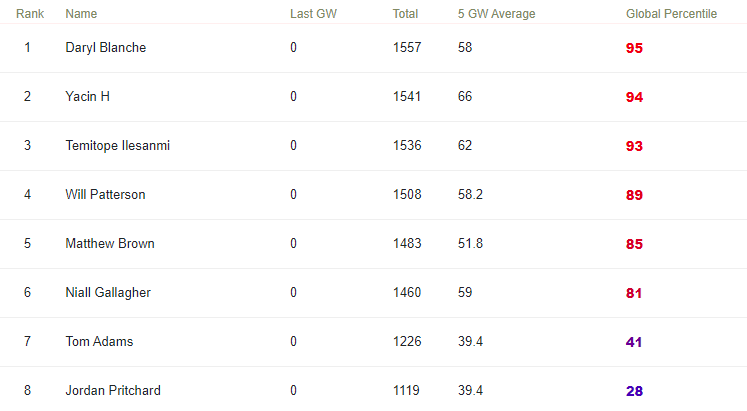 Rank Name Last GW Total 5 GW Average Global Percentile
1 Daryl Blanche 0 1557 58 95
2 Yacin H 0 1541 66 94
3 Temitope Ilesanmi 0 1536 62 93
4 Will Patterson 0 1508 58.2 89
5 Matthew Brown 0 1483 51.8 85
6 Niall Gallagher 0 1460 59 81
7 Tom Adams 0 1226 39.4 41
8 Jordan Pritchard 0 1119 39.4 28